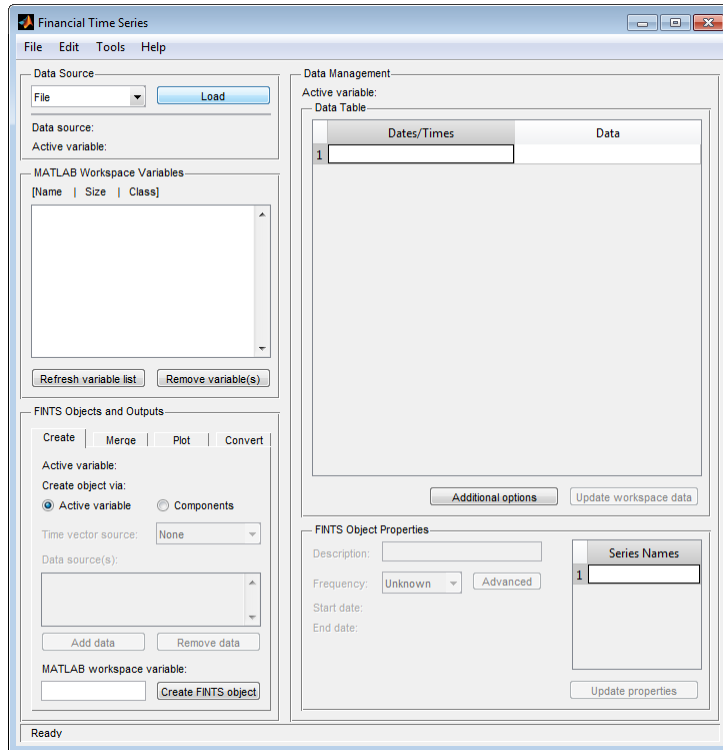 Financial Time Series
File Edit Tools Help
Data Source
File Load
Data source:
Active variable:
MATLAB Workspace Variables
[Name | Size | Class]
Refresh variable list Remove variable(s)
FINTS Objects and Outputs
Create Merge Plot Convert
Active variable:
Create object via:
Active variable Components
Time vector source: None
Data source(s):
Add data Remove data
MATLAB workspace variable:
Create FINTS object
Data Management
Active variable:
Data Table
Dates/Times Data
1
Additional options Update workspace data
FINTS Object Properties
Description:
Frequency: Unknown Advanced
Start date:
End date:
Series Names
1
Update properties
Ready